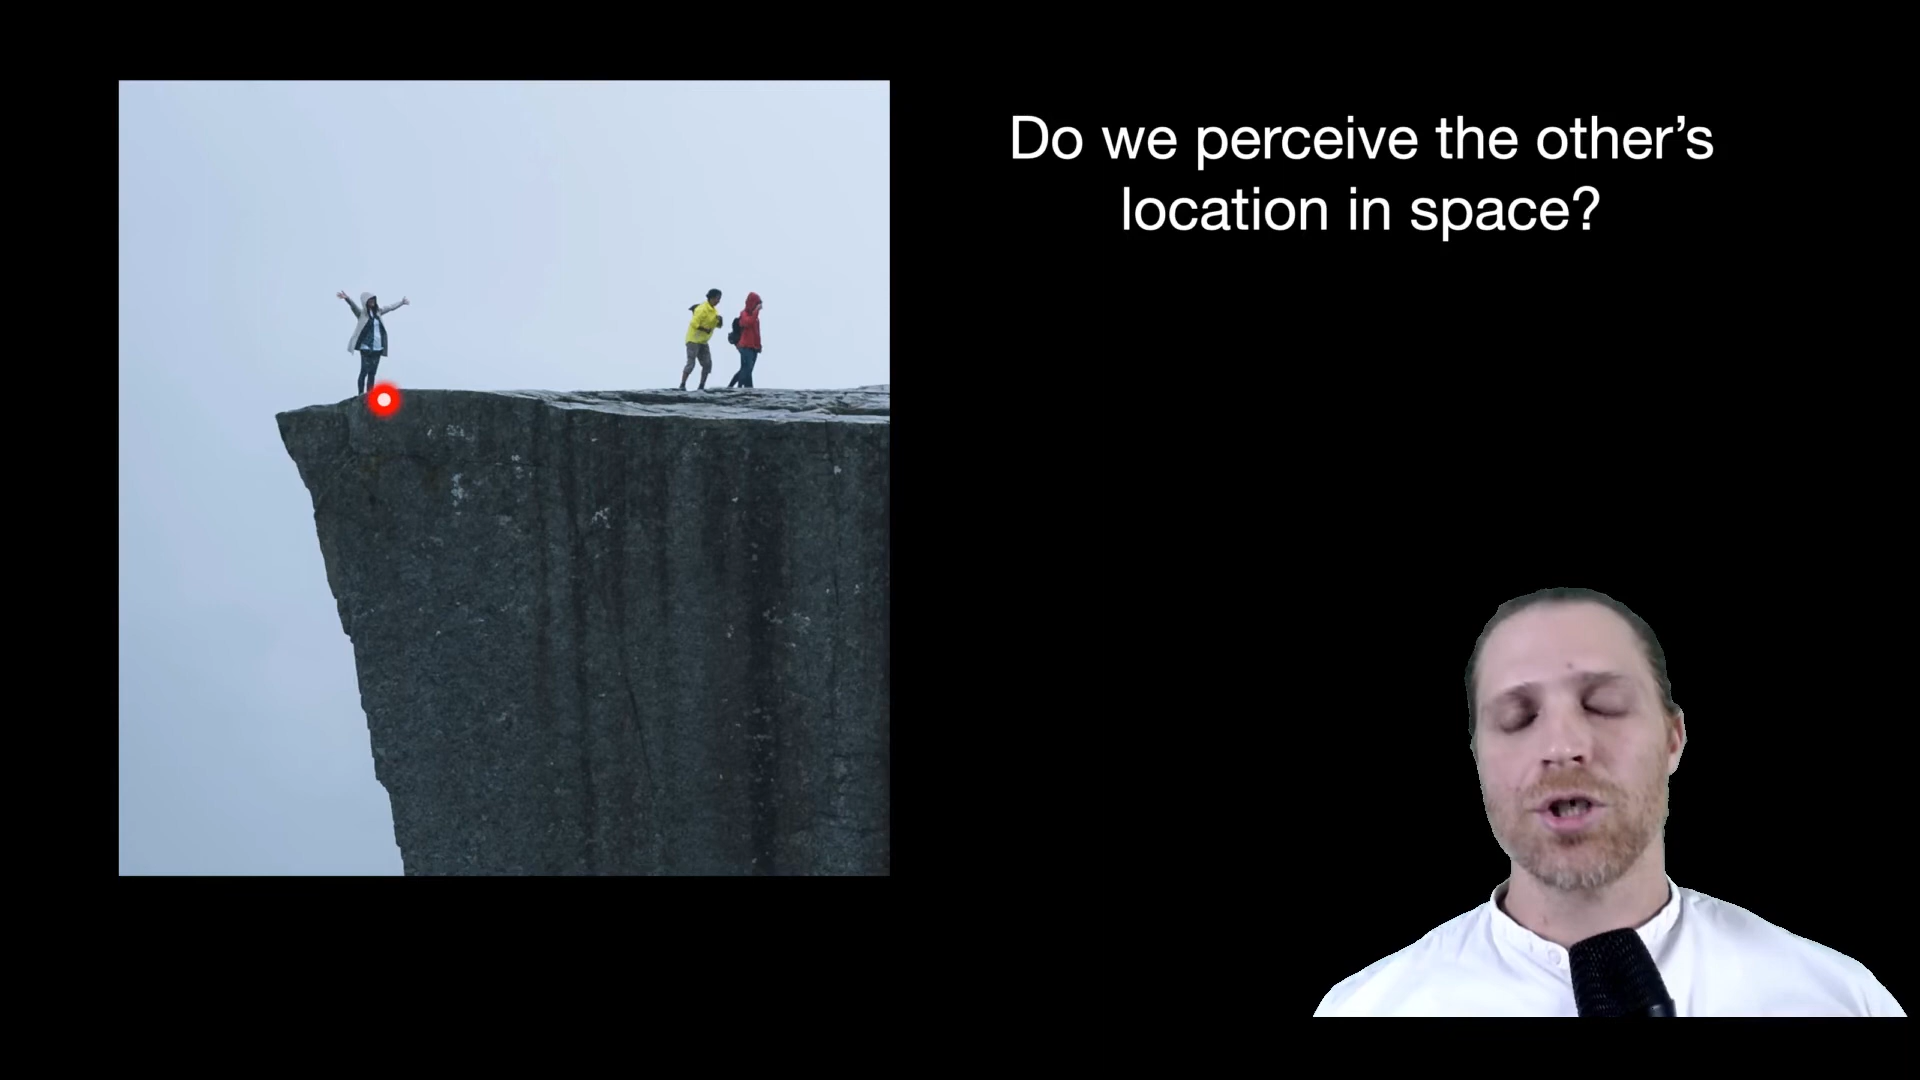 Do we perceive the other’s
location in space?